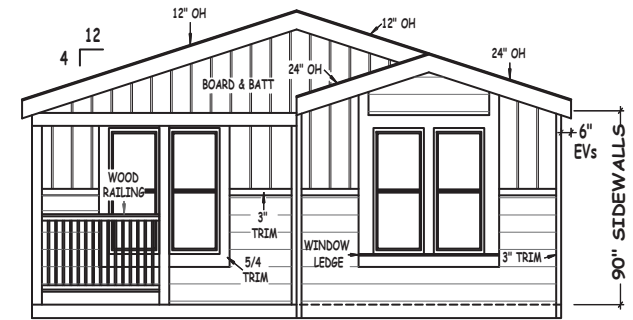 12" OH
12
12" OH
4
24" OH
24" OH
BOARD & BATT
6"
EVs
WOOD
RAILING
3"
TRIM
WINDOW
LEDGE
3" TRIM
5/4
TRIM
90" SIDEWALLS